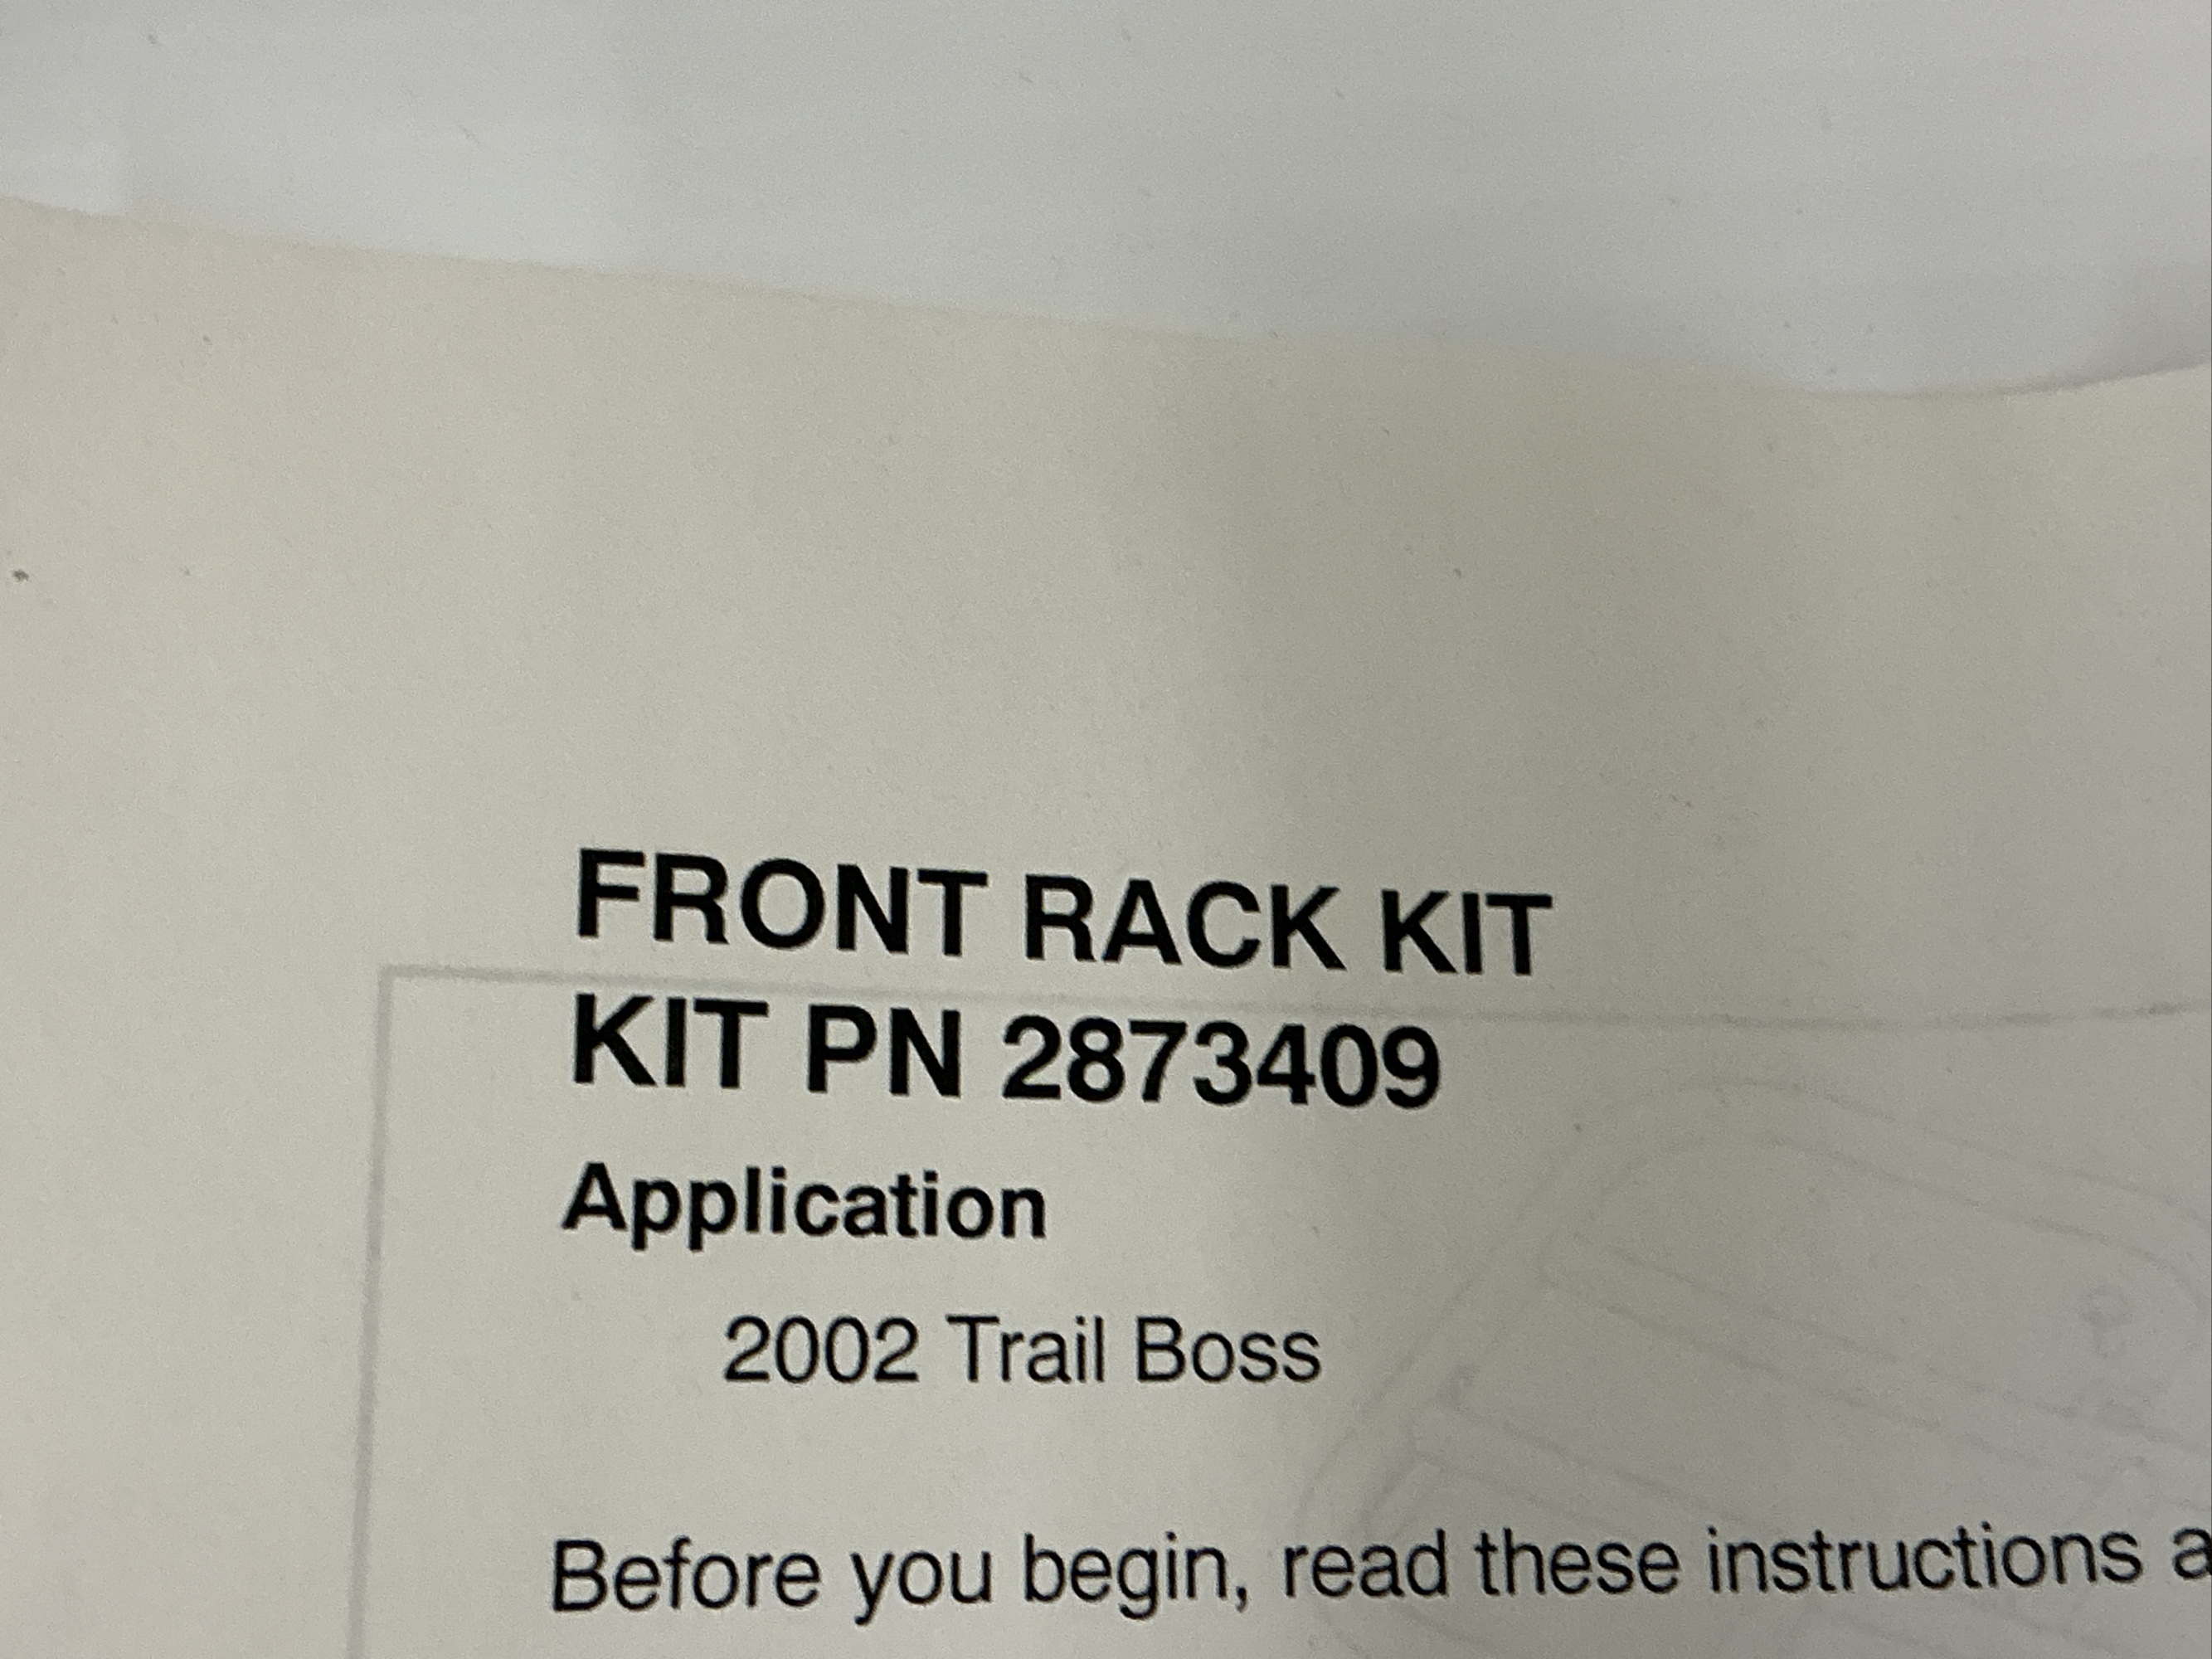 FRONT RACK KIT
KIT PN 2873409
Application
2002 Trail Boss
Before you begin, read these instructions a